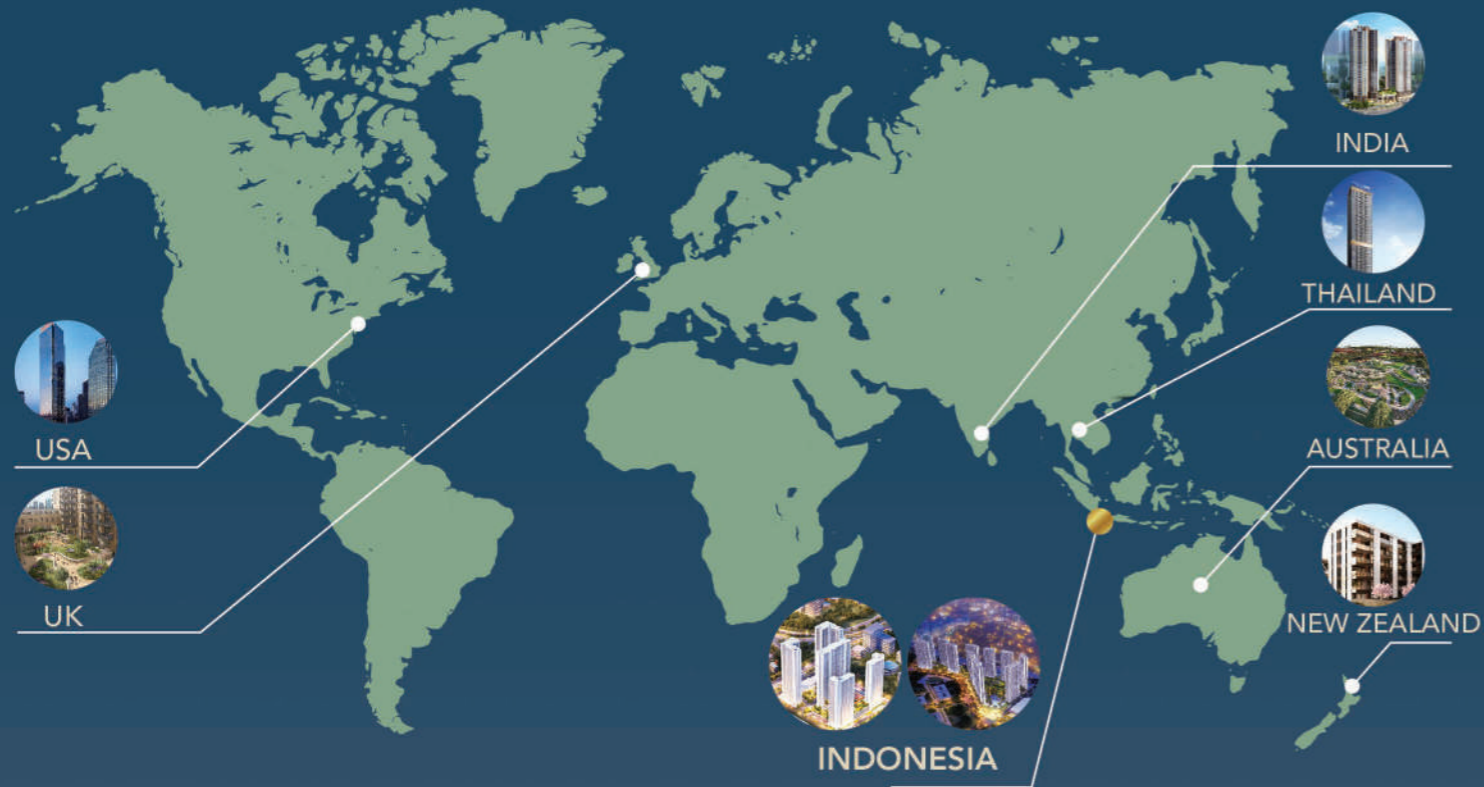 INDIA
THAILAND
USA
AUSTRALIA
UK
NEW ZEALAND
INDONESIA